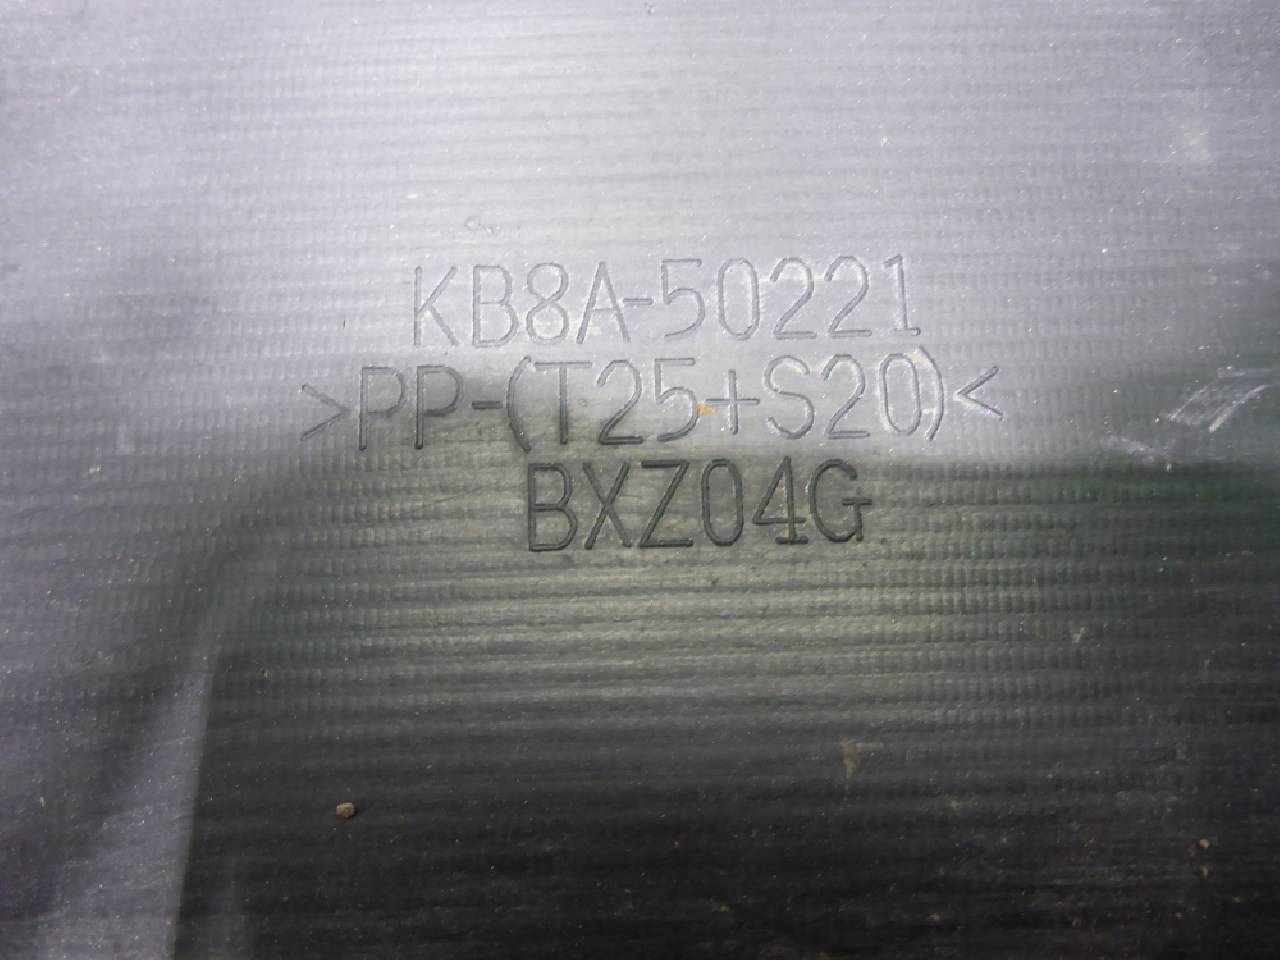 KB8A-50221
>PP-(T25+S20)<
BXZ04G